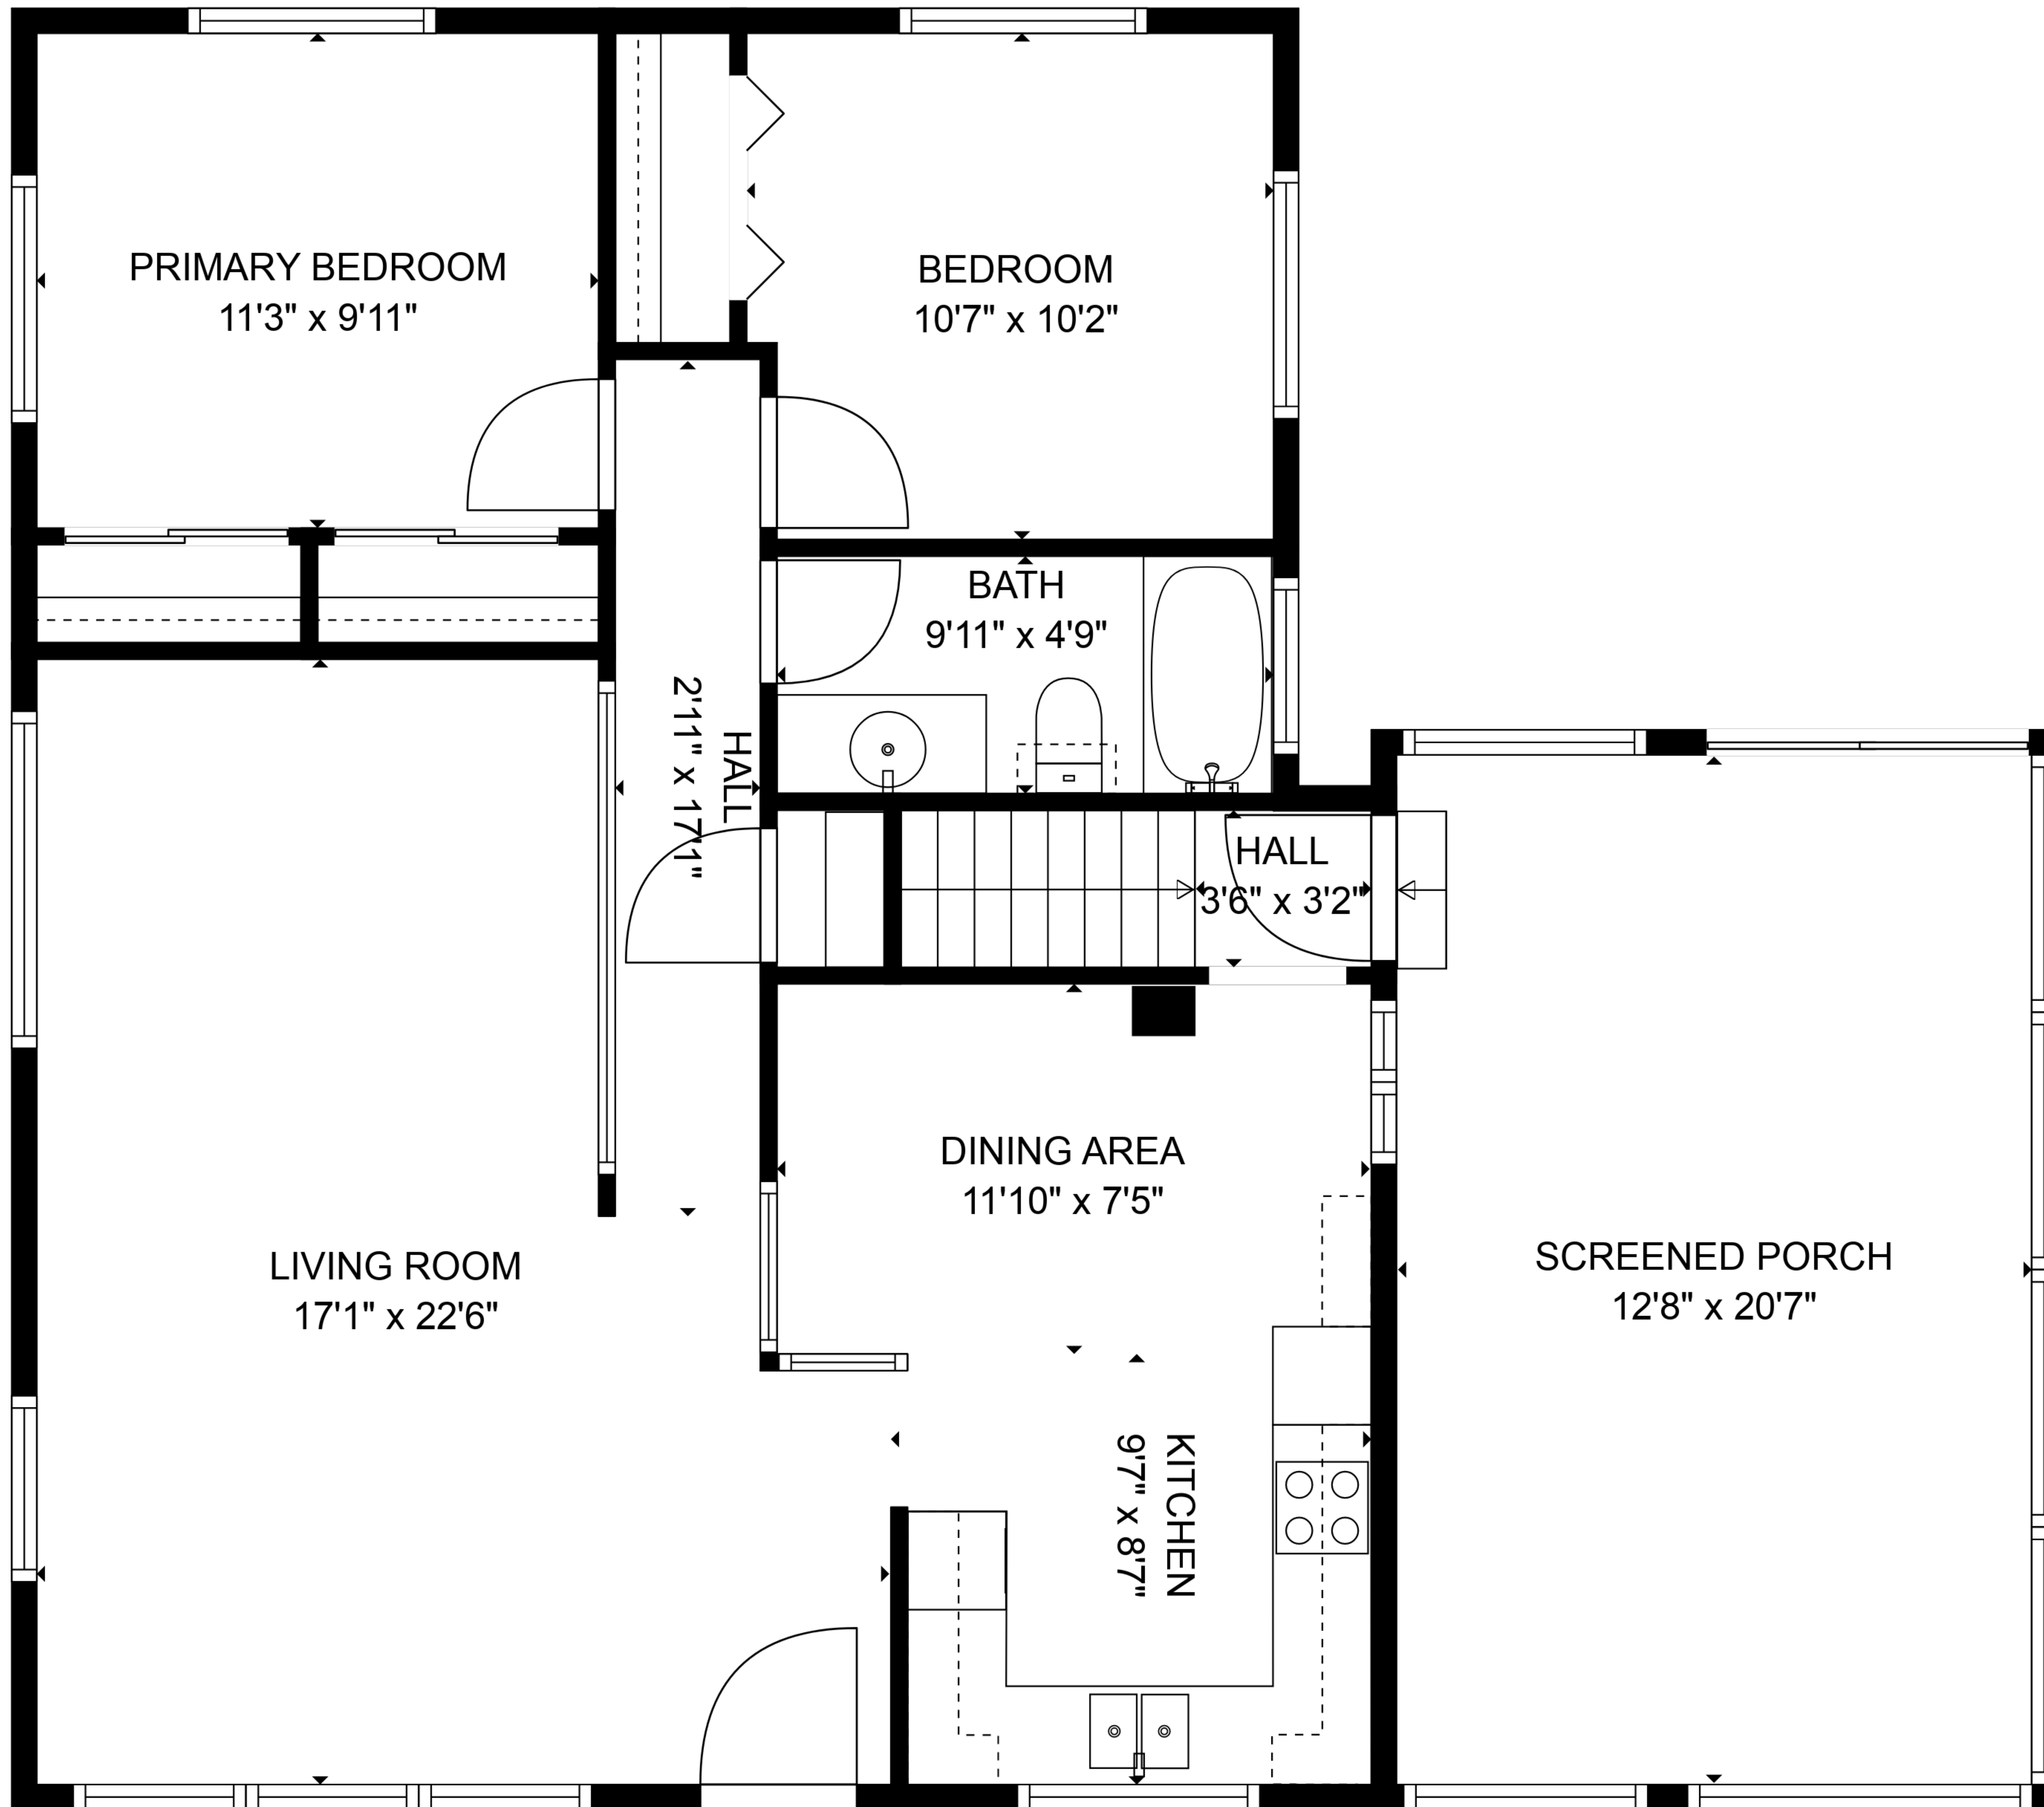 PRIMARY BEDROOM
11'3" x 9'11"
BEDROOM
10'7" x 10'2"
BATH
9'11" x 4'9"
HALL
2'11" x 17'1"
HALL
3'6" x 3'2"
DINING AREA
11'10" x 7'5"
LIVING ROOM
17'1" x 22'6"
SCREENED PORCH
12'8" x 20'7"
KITCHEN
9'7" x 8'7"